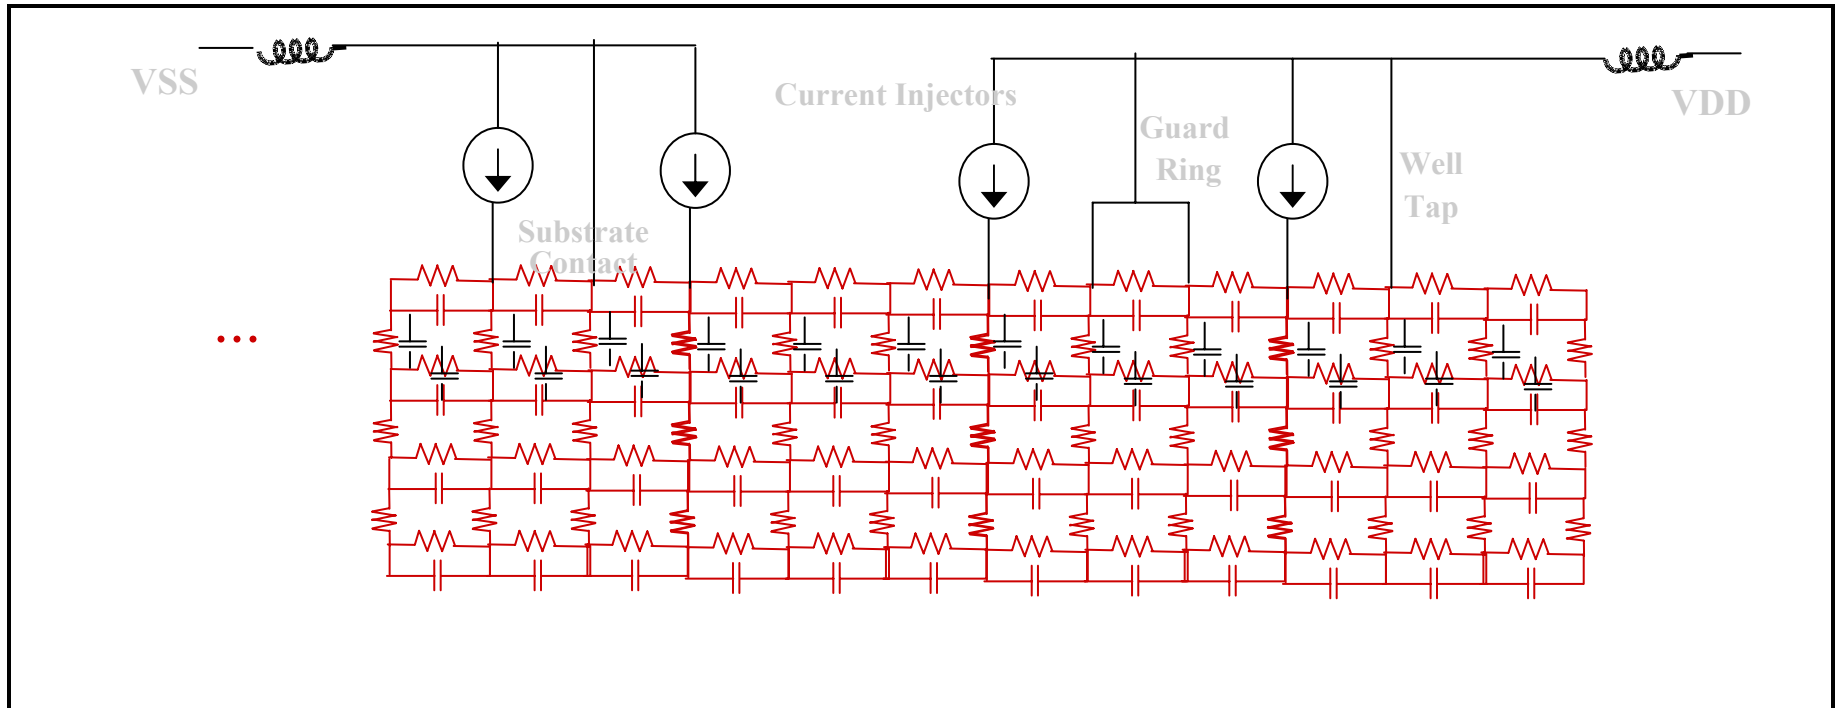 VSS
Current Injectors
VDD
Guard
Ring
Well
Tap
Substrate
Contact
...